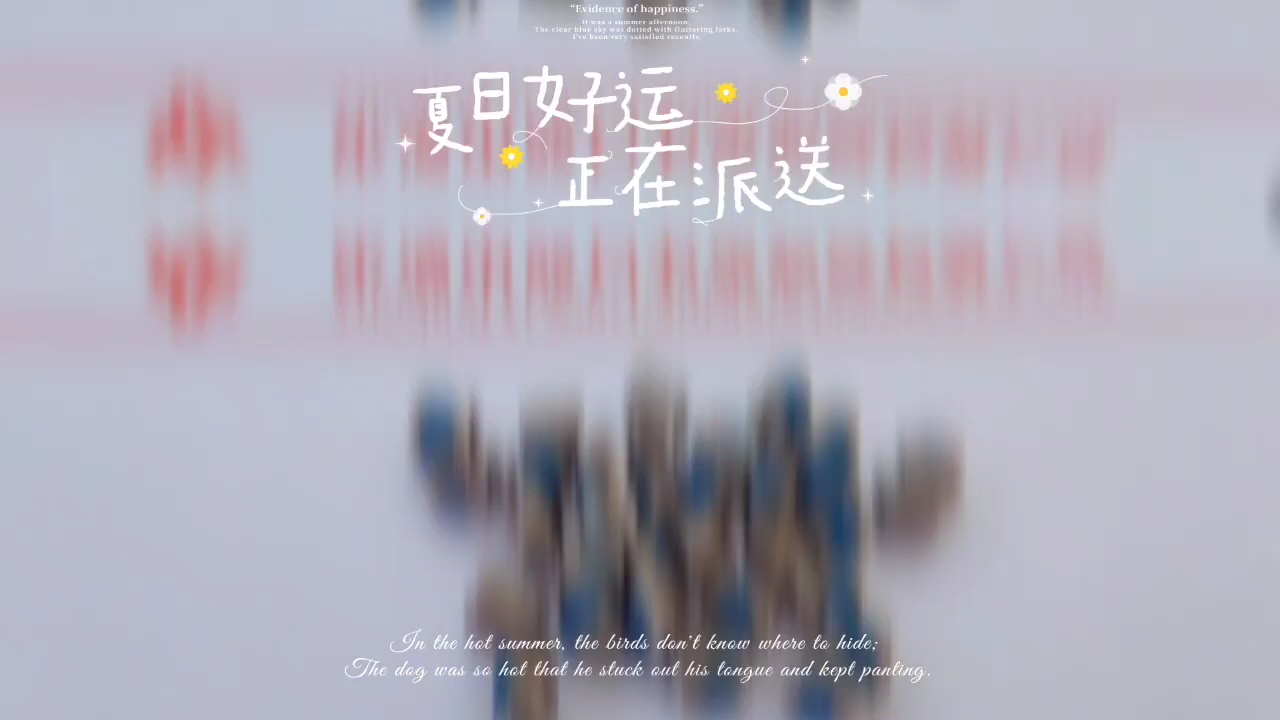 “Evidence of happiness.”
It was a summer afternoon.
The clear blue sky was dotted with fluttering larks.
I've been very satisfied recently.
夏日好运
正在派送
In the hot summer, the birds don't know where to hide;
The dog was so hot that he stuck out his tongue and kept panting.